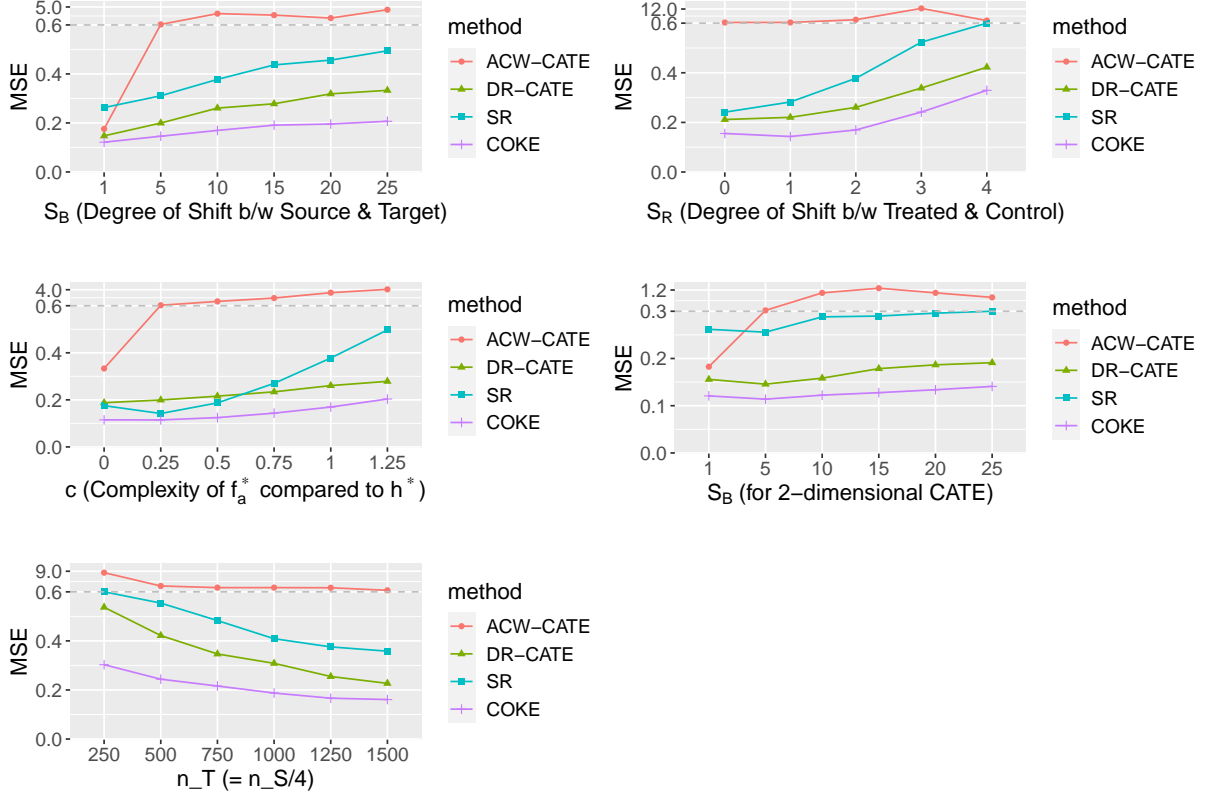 5.0
0.6
0.4
0.2
0.0
MSE
1 5 10 15 20 25
S_B (Degree of Shift b/w Source & Target)
method
ACW−CATE
DR−CATE
SR
COKE
12.0
6.6
0.4
0.2
0.0
MSE
0 1 2 3 4
S_R (Degree of Shift b/w Treated & Control)
method
ACW−CATE
DR−CATE
SR
COKE
4.0
0.6
0.4
0.2
0.0
MSE
0 0.25 0.5 0.75 1 1.25
c (Complexity of f_a^* compared to h^*)
method
ACW−CATE
DR−CATE
SR
COKE
1.2
0.3
0.2
0.1
0.0
MSE
1 5 10 15 20 25
S_B (for 2−dimensional CATE)
method
ACW−CATE
DR−CATE
SR
COKE
9.0
0.6
0.4
0.2
0.0
MSE
250 500 750 1000 1250 1500
n_T (= n_S/4)
method
ACW−CATE
DR−CATE
SR
COKE